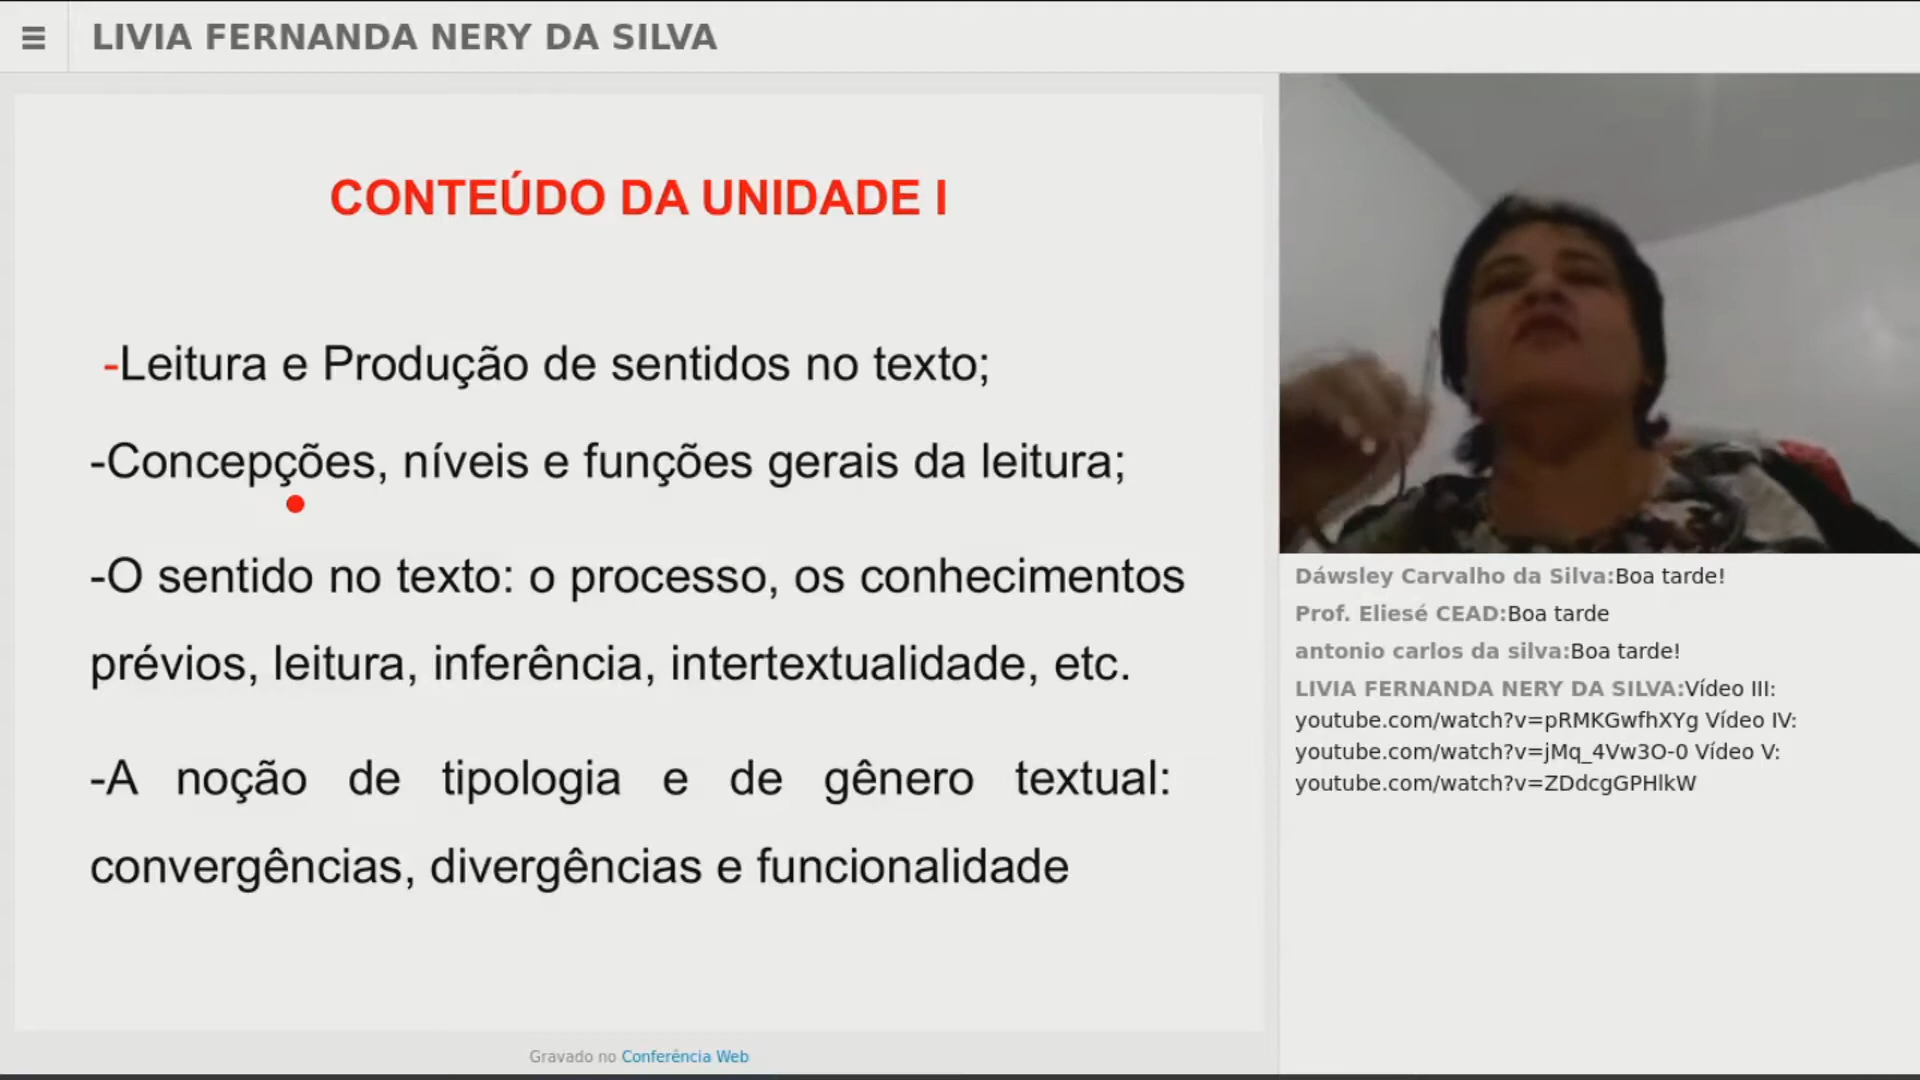 LIVIA FERNANDA NERY DA SILVA
CONTEÚDO DA UNIDADE I
-Leitura e Produção de sentidos no texto;
-Concepções, níveis e funções gerais da leitura;
-O sentido no texto: o processo, os conhecimentos
prévios, leitura, inferência, intertextualidade, etc.
-A noção de tipologia e de gênero textual:
convergências, divergências e funcionalidade
Gravado no Conferência Web
Dáwsley Carvalho da Silva:Boa tarde!
Prof. Eliesé CEAD:Boa tarde
antonio carlos da silva:Boa tarde!
LIVIA FERNANDA NERY DA SILVA:Vídeo III:
youtube.com/watch?v=pRMKGwfhXYg Vídeo IV:
youtube.com/watch?v=jMq_4Vw3O-0 Vídeo V:
youtube.com/watch?v=ZDdcgGPHlkW